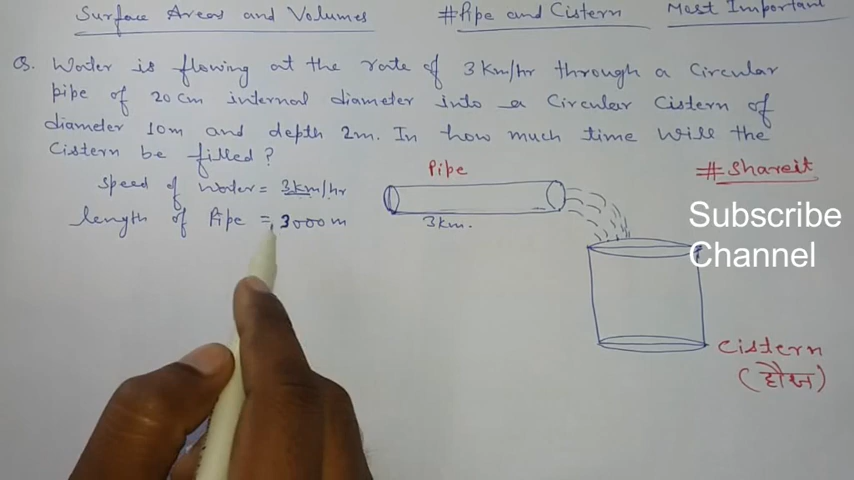 Surface Areas and Volumes #Pipe and Cistern Most Important
Q. Water is flowing at the rate of 3 km/hr through a Circular
pipe of 20 cm internal diameter into a Circular Cistern of
diameter 10m and depth 2m. In how much time will the
Cistern be filled?
Speed of Water = 3km/hr
length of Pipe = 3000m
Pipe
3km.
#Shareit
Subscribe
Channel
Cistern
(हौज)